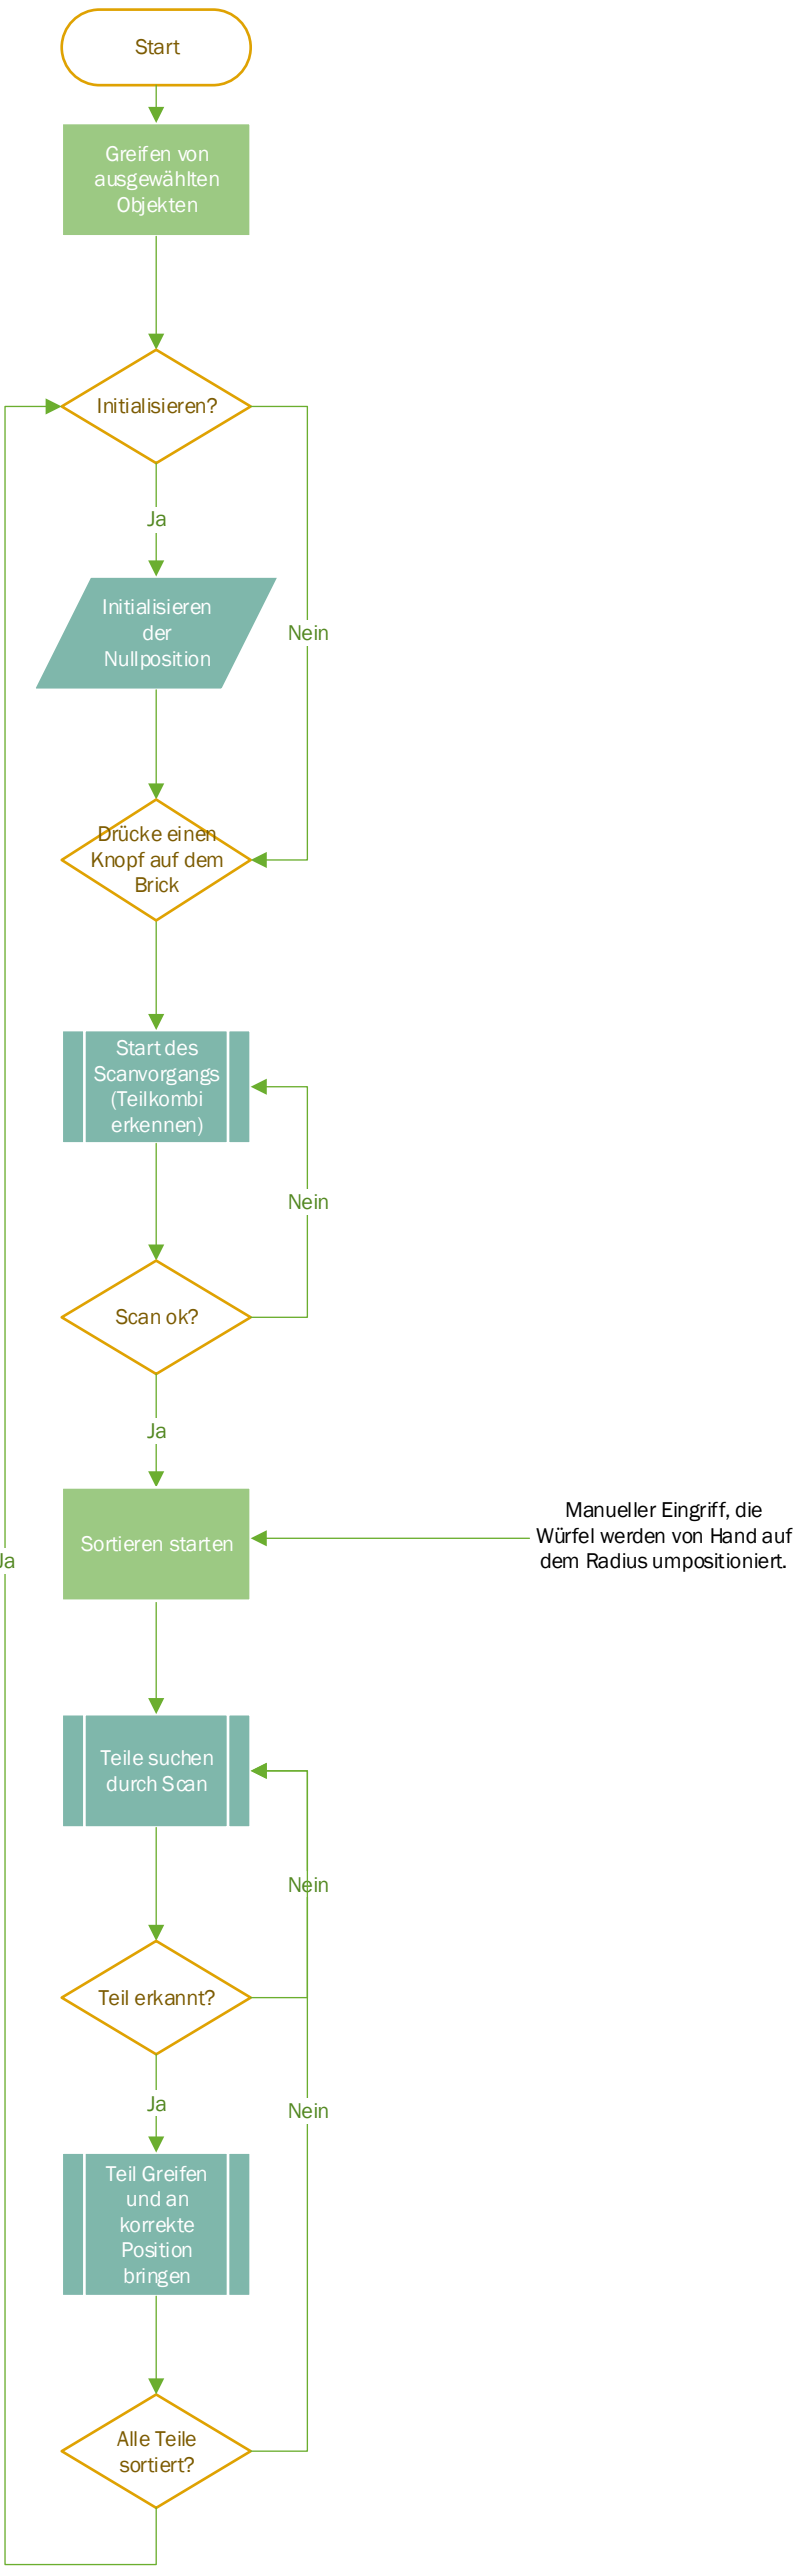 Start
Greifen von
ausgewählten
Objekten
Initialisieren?
Ja
Initialisieren
der
Nullposition
Nein
Drücke einen
Knopf auf dem
Brick
Start des
Scanvorgangs
(Teilkombi
erkennen)
Nein
Scan ok?
Ja
Sortieren starten
Manueller Eingriff, die
Würfel werden von Hand auf
dem Radius umpositioniert.
Ja
Teile suchen
durch Scan
Nein
Teil erkannt?
Ja
Nein
Teil Greifen
und an
korrekte
Position
bringen
Alle Teile
sortiert?